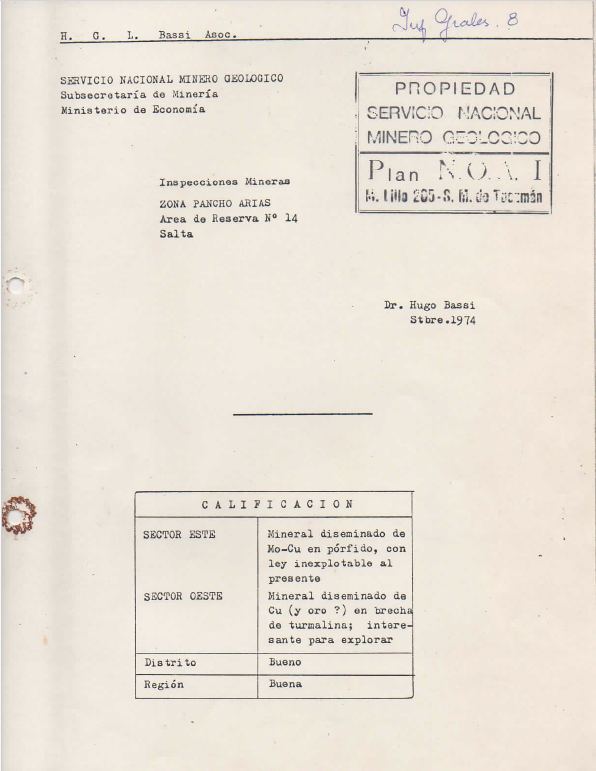 Inf Grales. 8
H. G. L. Bassi Asoc.
SERVICIO NACIONAL MINERO GEOLOGICO
Subsecretaría de Minería
Ministerio de Economía
PROPIEDAD
SERVICIO NACIONAL
MINERO GEOLOGICO
Plan N.O.A. I
M. Lillo 205-S. M. de Tucumán
Inspecciones Mineras
ZONA PANCHO ARIAS
Area de Reserva Nº 14
Salta
Dr. Hugo Bassi
Stbre.1974
CALIFICACION
SECTOR ESTE
Mineral diseminado de
Mo-Cu en pórfido, con
ley inexplotable al
presente
SECTOR OESTE
Mineral diseminado de
Cu (y oro ?) en brecha
de turmalina; intere-
sante para explorar
Distrito
Bueno
Región
Buena